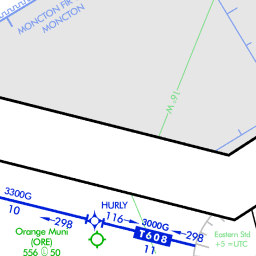 MONCTON FIR
MONCTON
16° W
3300G
10
298
HURLY
116
3000G
298
T608
11
Orange Muni
(ORE)
556 50
Eastern Std
+5 =UTC